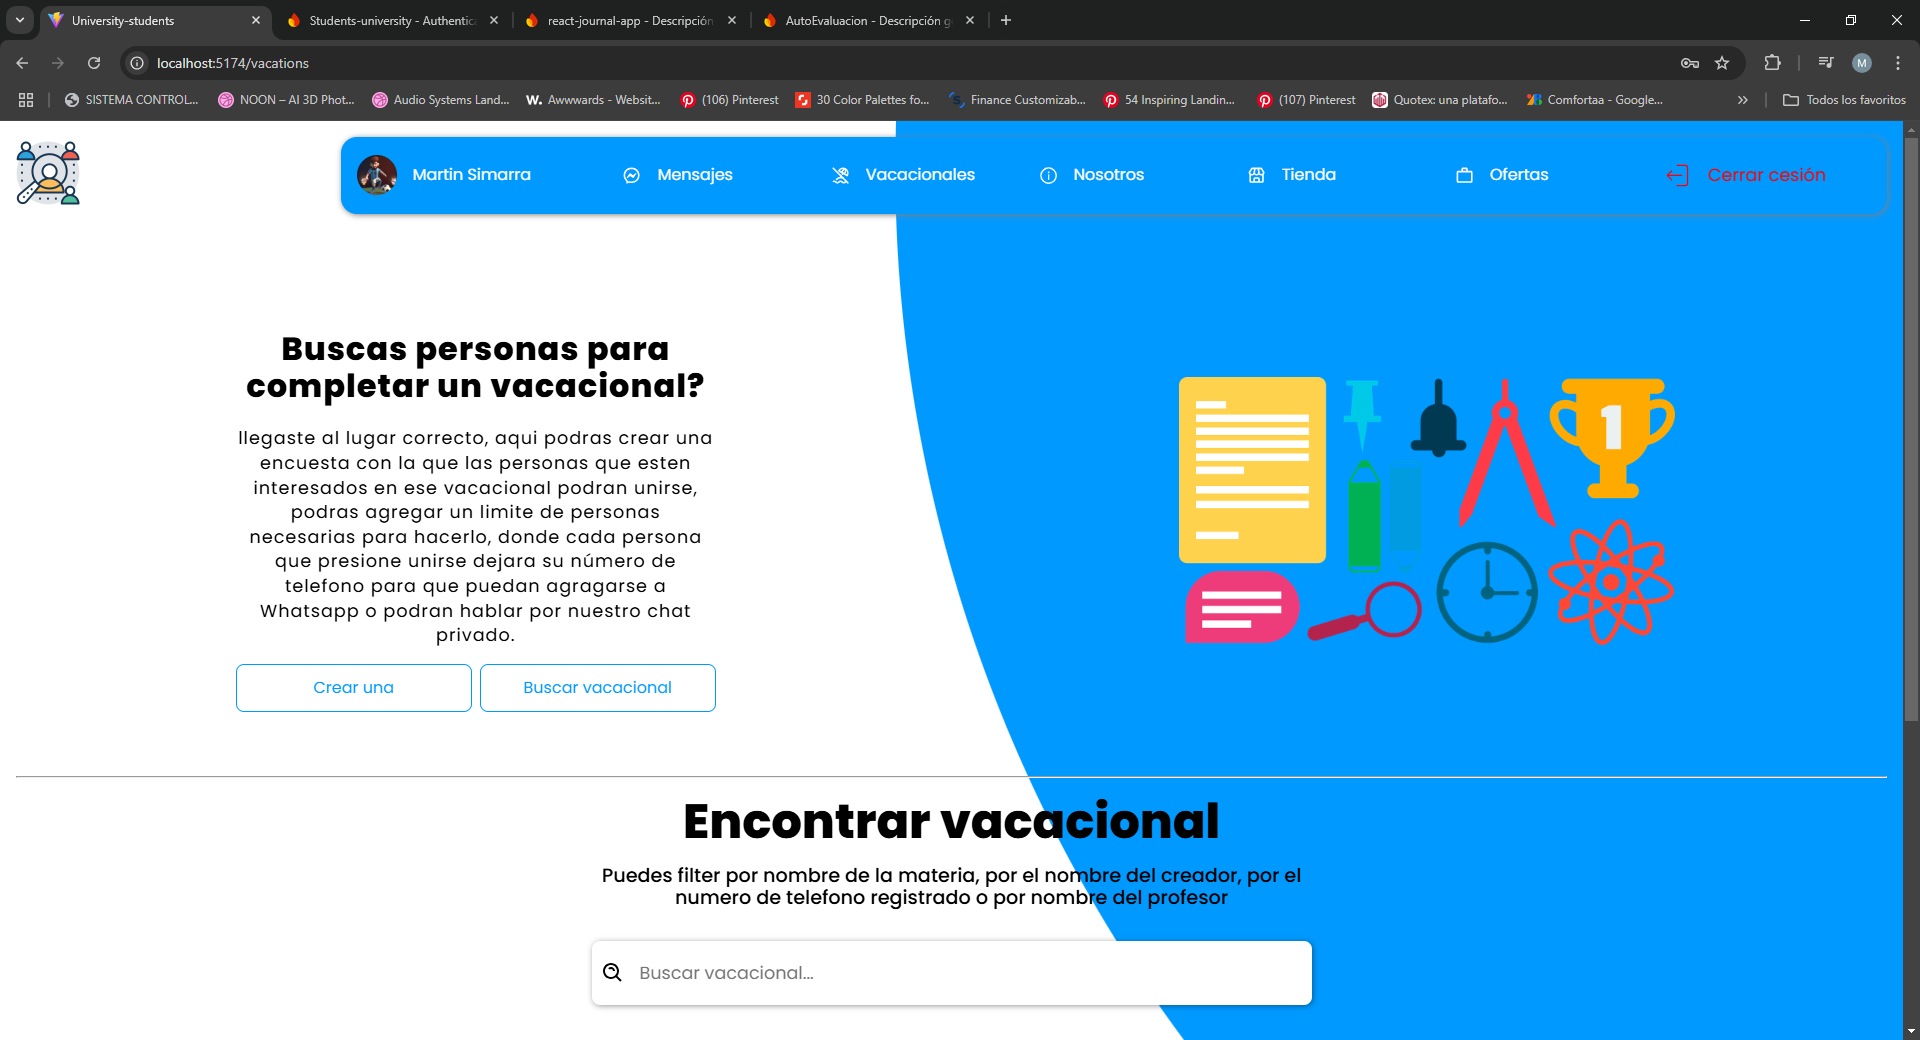 University-students
Students-university - Authentica
react-journal-app - Descripción
AutoEvaluacion - Descripción g
localhost:5174/vacations
M
SISTEMA CONTROL...
NOON – AI 3D Phot...
Audio Systems Land...
W. Awwwards - Websit...
(106) Pinterest
30 Color Palettes fo...
Finance Customizab...
54 Inspiring Landin...
(107) Pinterest
Quotex: una platafo...
Comfortaa - Google...
Todos los favoritos
Martin Simarra
Mensajes
Vacacionales
Nosotros
Tienda
Ofertas
Cerrar cesión
Buscas personas para
completar un vacacional?
llegaste al lugar correcto, aqui podras crear una
encuesta con la que las personas que esten
interesados en ese vacacional podran unirse,
podras agregar un limite de personas
necesarias para hacerlo, donde cada persona
que presione unirse dejara su número de
telefono para que puedan agragarse a
Whatsapp o podran hablar por nuestro chat
privado.
Crear una
Buscar vacacional
1
Encontrar vacacional
Puedes filter por nombre de la materia, por el nombre del creador, por el
numero de telefono registrado o por nombre del profesor
Buscar vacacional...